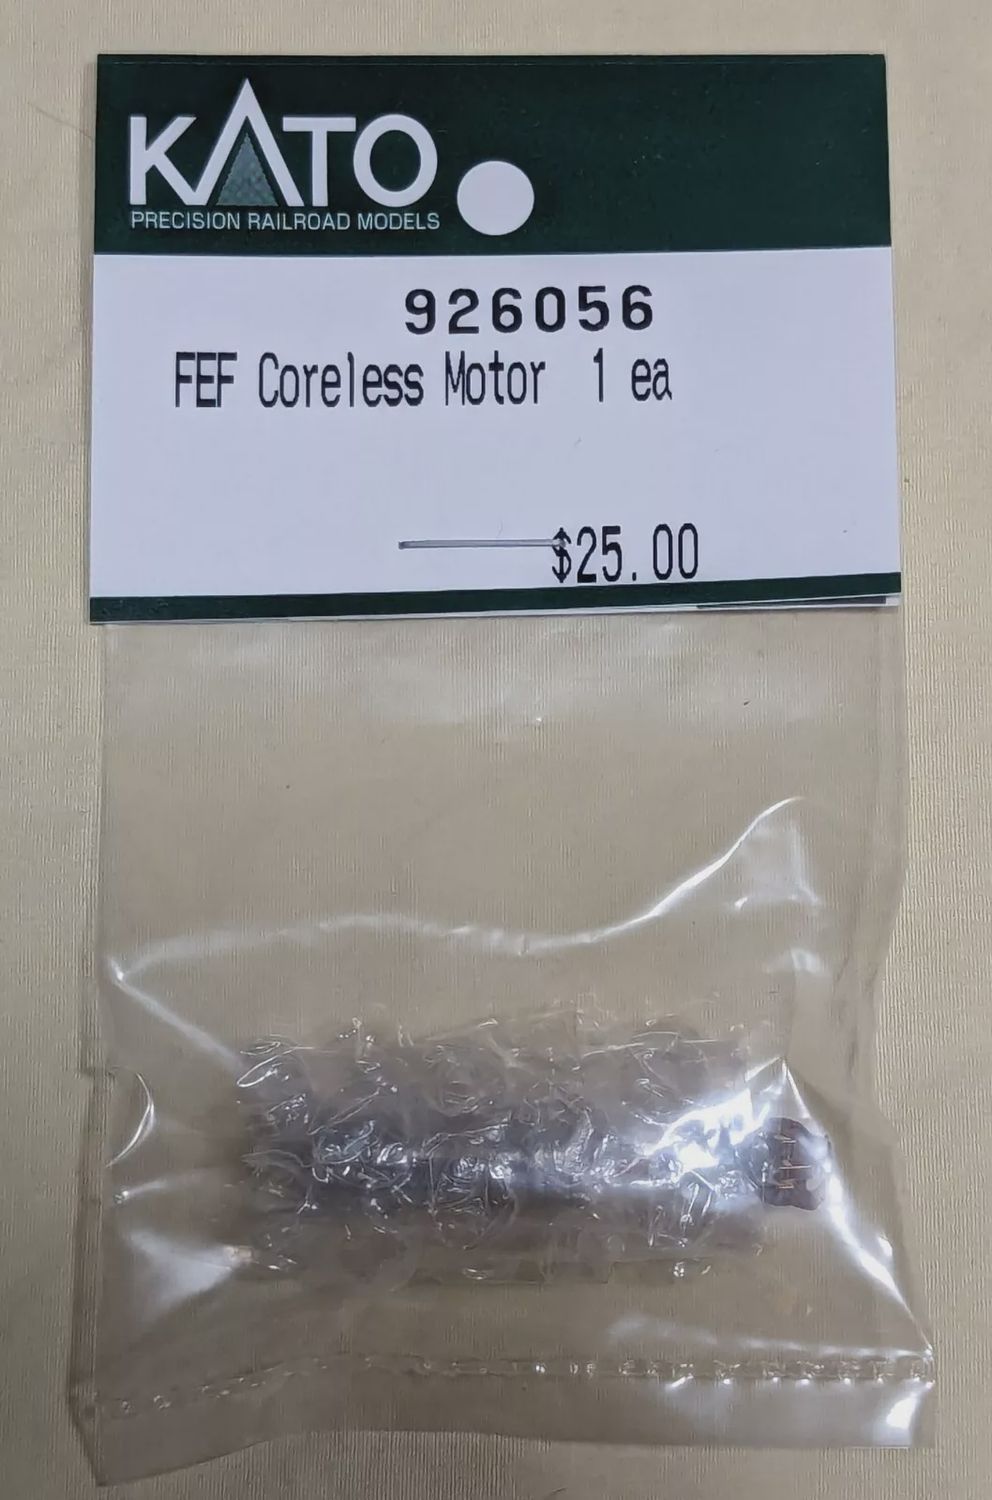 KATO
PRECISION RAILROAD MODELS
926056
FEF Coreless Motor 1 ea
$25.00